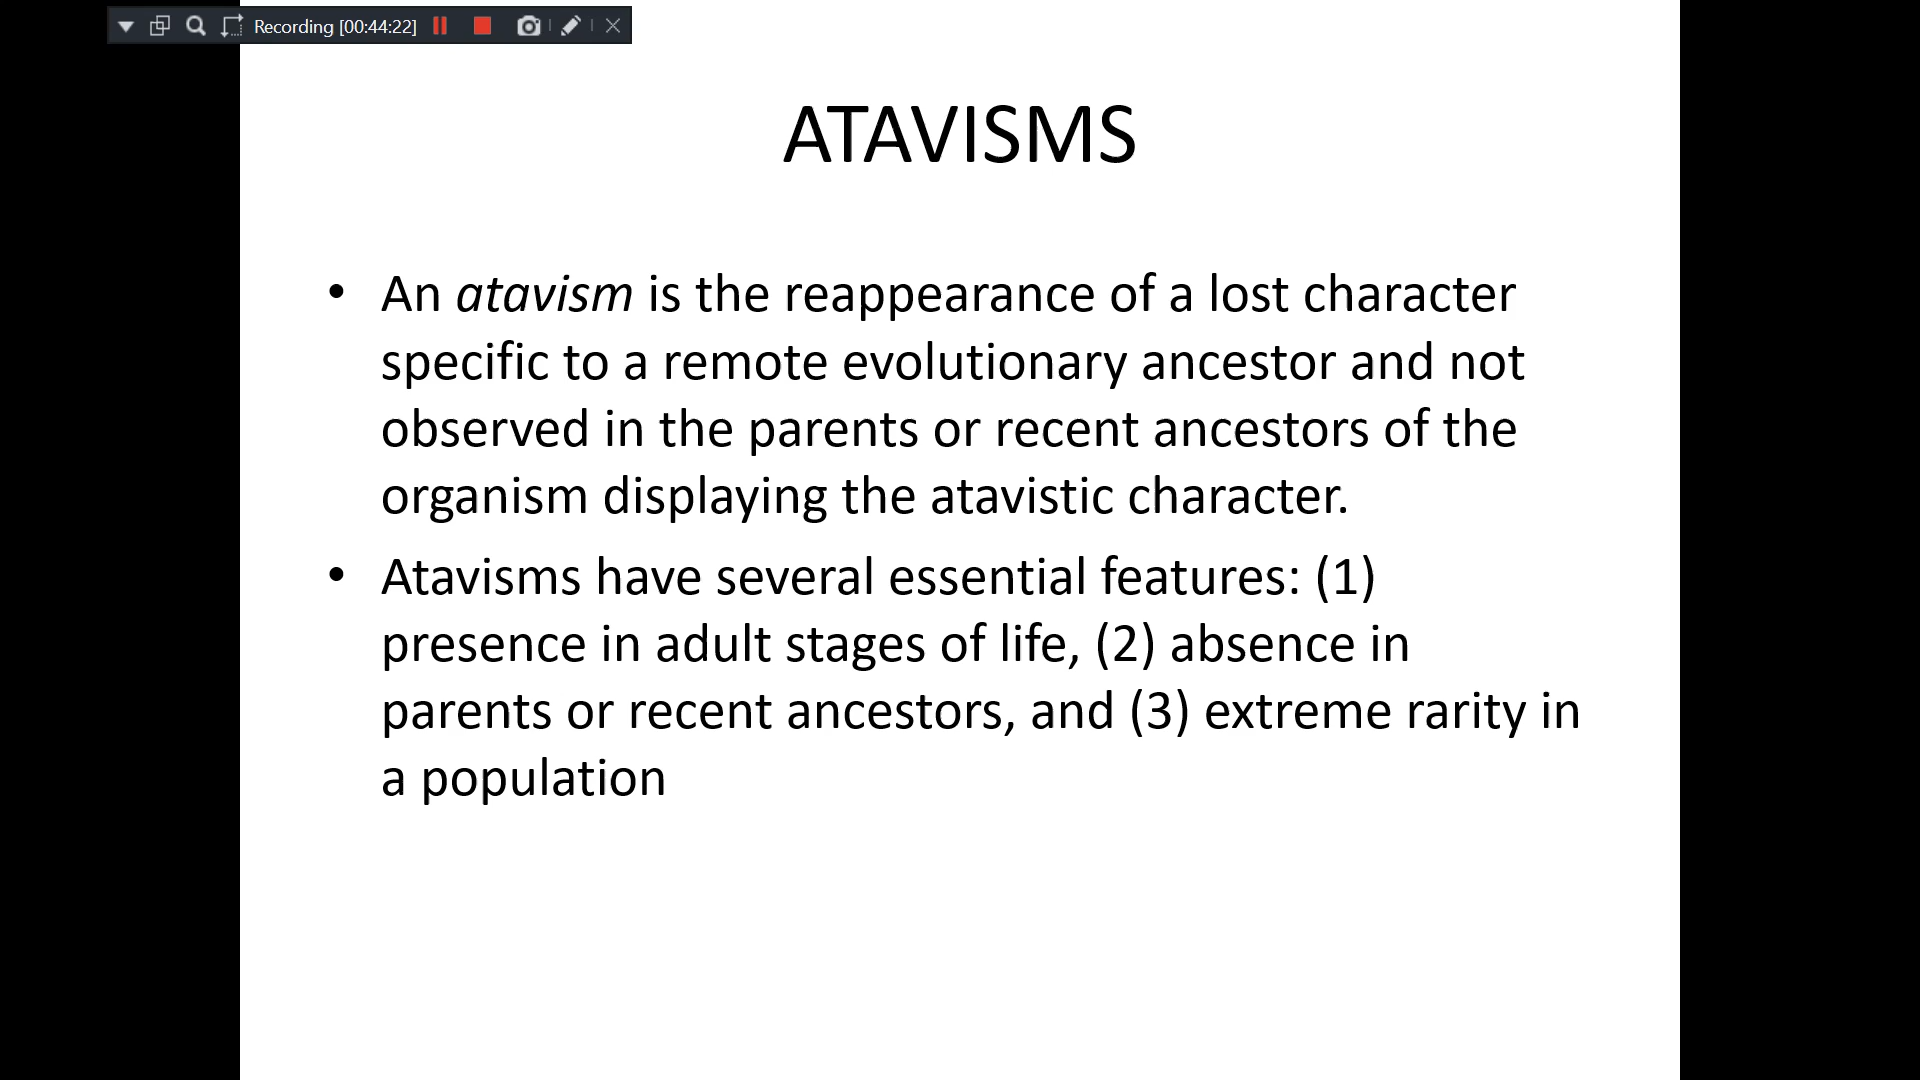 Recording [00:44:22]
ATAVISMS
• An atavism is the reappearance of a lost character
specific to a remote evolutionary ancestor and not
observed in the parents or recent ancestors of the
organism displaying the atavistic character.
• Atavisms have several essential features: (1)
presence in adult stages of life, (2) absence in
parents or recent ancestors, and (3) extreme rarity in
a population